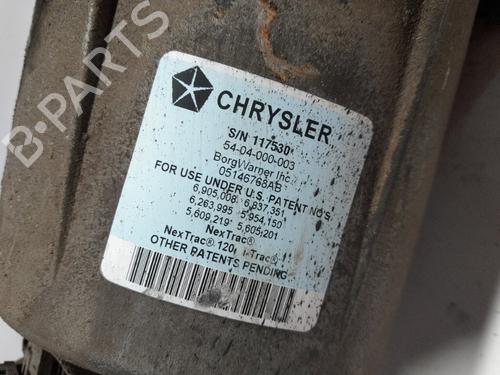 CHRYSLER
S/N 117530
54-04-000-003
BorgWarner Inc.
05146768AB
FOR USE UNDER U.S. PATENT NO'S
6,905,008 6,837,351
6,263,995 5,954,150
5,609,219 5,605,201
NexTrac®
NexTrac® 120 i-Trac®
OTHER PATENTS PENDING
B-PARTS